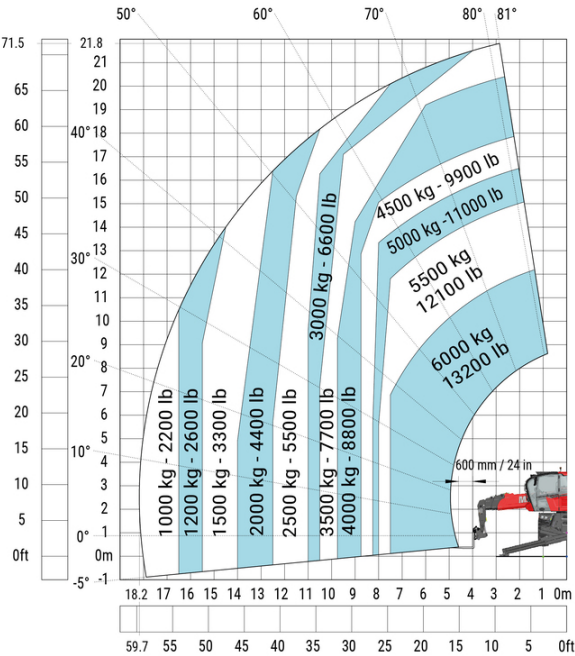 50° 60° 70° 80° 81°
71.5 21.8
21
65 20
19
60 40° 18
17
55 16
50 15
14
45 13
30° 12
40 11
35 10
9
30 8
25 20° 7
20 6
5
15 10° 4
3
10 2
5 0° 1
0ft 0m
-5° -1
4500 kg - 9900 lb
5000 kg -11000 lb
5500 kg
12100 lb
6000 kg
13200 lb
1000 kg - 2200 lb
1200 kg - 2600 lb
1500 kg - 3300 lb
2000 kg - 4400 lb
2500 kg - 5500 lb
3000 kg - 6600 lb
3500 kg - 7700 lb
4000 kg - 8800 lb
600 mm / 24 in
18.2 17 16 15 14 13 12 11 10 9 8 7 6 5 4 3 2 1 0m
59.7 55 50 45 40 35 30 25 20 15 10 5 0ft